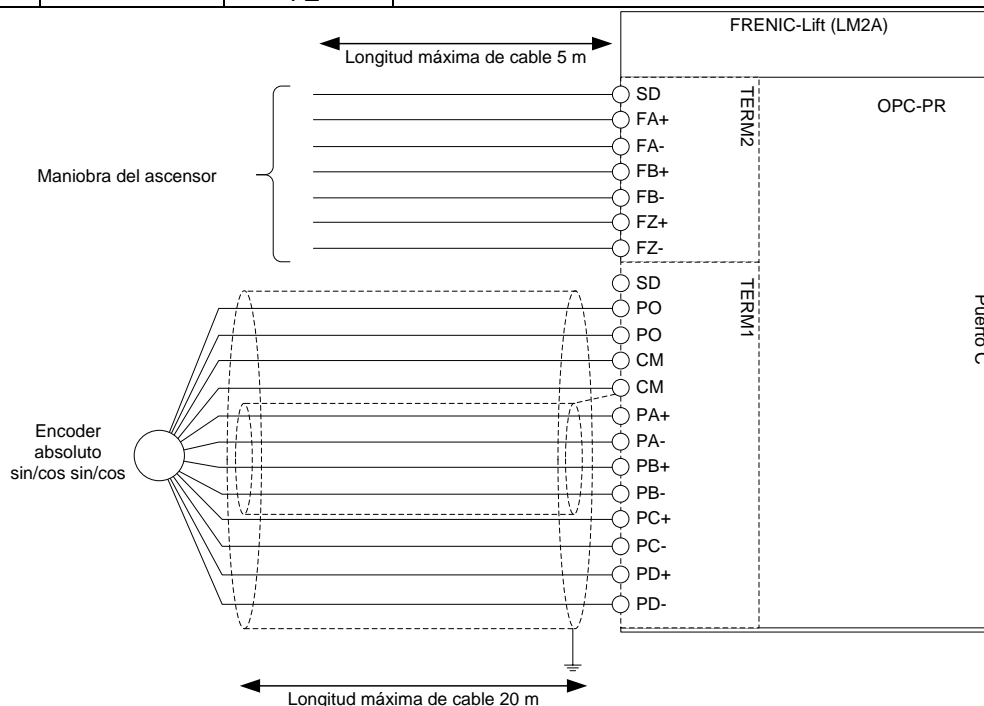 FRENIC-Lift (LM2A)
Longitud máxima de cable 5 m
OPC-PR
TERM2
SD
FA+
FA-
FB+
FB-
FZ+
FZ-
Maniobra del ascensor
TERM1
SD
PO
PO
CM
CM
PA+
PA-
PB+
PB-
PC+
PC-
PD+
PD-
Puerto C
Encoder
absoluto
sin/cos sin/cos
Longitud máxima de cable 20 m